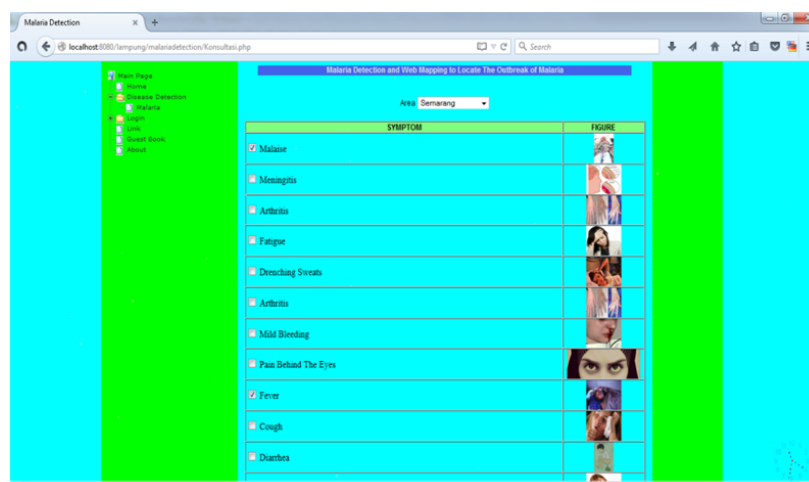 Malaria Detection
localhost:8080/lampung/malariadetection/Konsultasi.php
Search
Main Page
Home
Disease Detection
Malaria
Login
Link
Guest Book
About
Malaria Detection and Web Mapping to Locate The Outbreak of Malaria
Area Semarang
SYMPTOM FIGURE
Malaise
Meningitis
Arthritis
Fatigue
Drenching Sweats
Arthritis
Mild Bleeding
Pain Behind The Eyes
Fever
Cough
Diarrhea